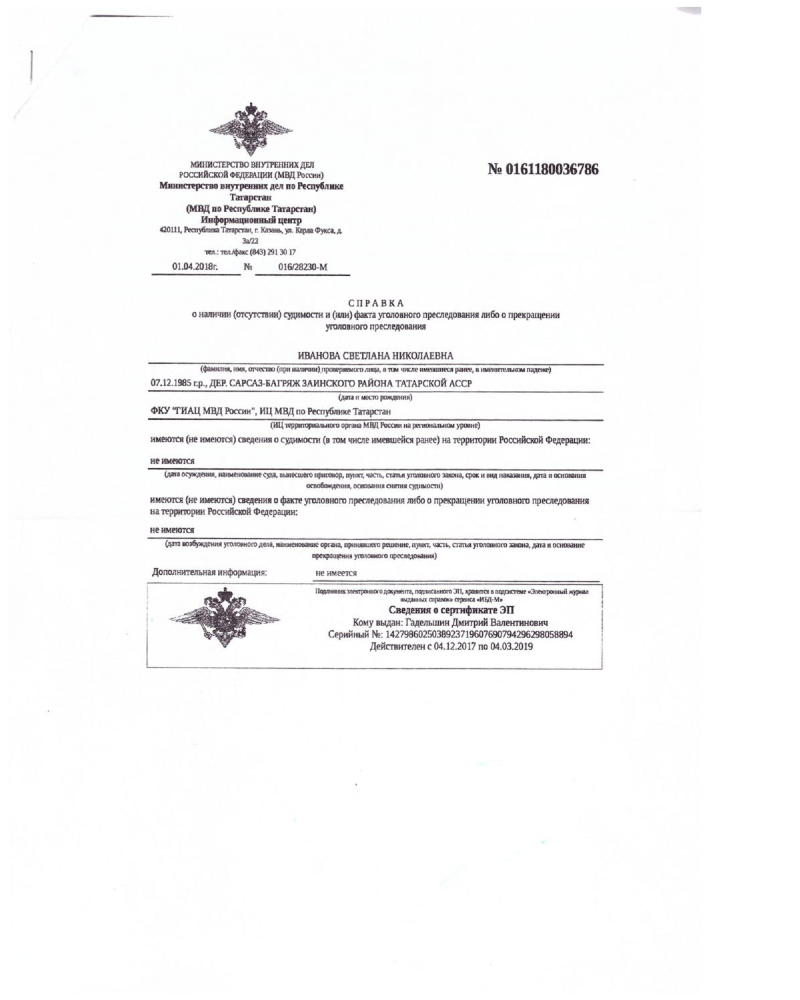 МИНИСТЕРСТВО ВНУТРЕННИХ ДЕЛ
РОССИЙСКОЙ ФЕДЕРАЦИИ (МВД России)
Министерство внутренних дел по Республике
Татарстан
(МВД по Республике Татарстан)
Информационный центр
420111, Республика Татарстан, г. Казань, ул. Карла Фукса, д.
3а/22
тел.: тел./факс (843) 291 30 17
01.04.2018г. № 016/28230-М
№ 0161180036786
СПРАВКА
о наличии (отсутствии) судимости и (или) факта уголовного преследования либо о прекращении
уголовного преследования
ИВАНОВА СВЕТЛАНА НИКОЛАЕВНА
(фамилия, имя, отчество (при наличии) проверяемого лица, в том числе имевшиеся ранее, в именительном падеже)
07.12.1985 г.р., ДЕР. САРСАЗ-БАГРЯЖ ЗАИНСКОГО РАЙОНА ТАТАРСКОЙ АССР
(дата и место рождения)
ФКУ "ГИАЦ МВД России", ИЦ МВД по Республике Татарстан
(ИЦ территориального органа МВД России на региональном уровне)
имеются (не имеются) сведения о судимости (в том числе имевшейся ранее) на территории Российской Федерации:
не имеются
(дата осуждения, наименование суда, вынесшего приговор, пункт, часть, статья уголовного закона, срок и вид наказания, дата и основания
освобождения, основания снятия судимости)
имеются (не имеются) сведения о факте уголовного преследования либо о прекращении уголовного преследования
на территории Российской Федерации:
не имеются
(дата возбуждения уголовного дела, наименование органа, принявшего решение, пункт, часть, статья уголовного закона, дата и основание
прекращения уголовного преследования)
Дополнительная информация: не имеется
Подлинник электронного документа, подписанного ЭП, хранится в подсистеме «Электронный журнал
выданных справок» сервиса «ИБД-М»
Сведения о сертификате ЭП
Кому выдан: Гадельшин Дмитрий Валентинович
Серийный №: 142798602503892371960769079429629805889​4
Действителен с 04.12.2017 по 04.03.2019